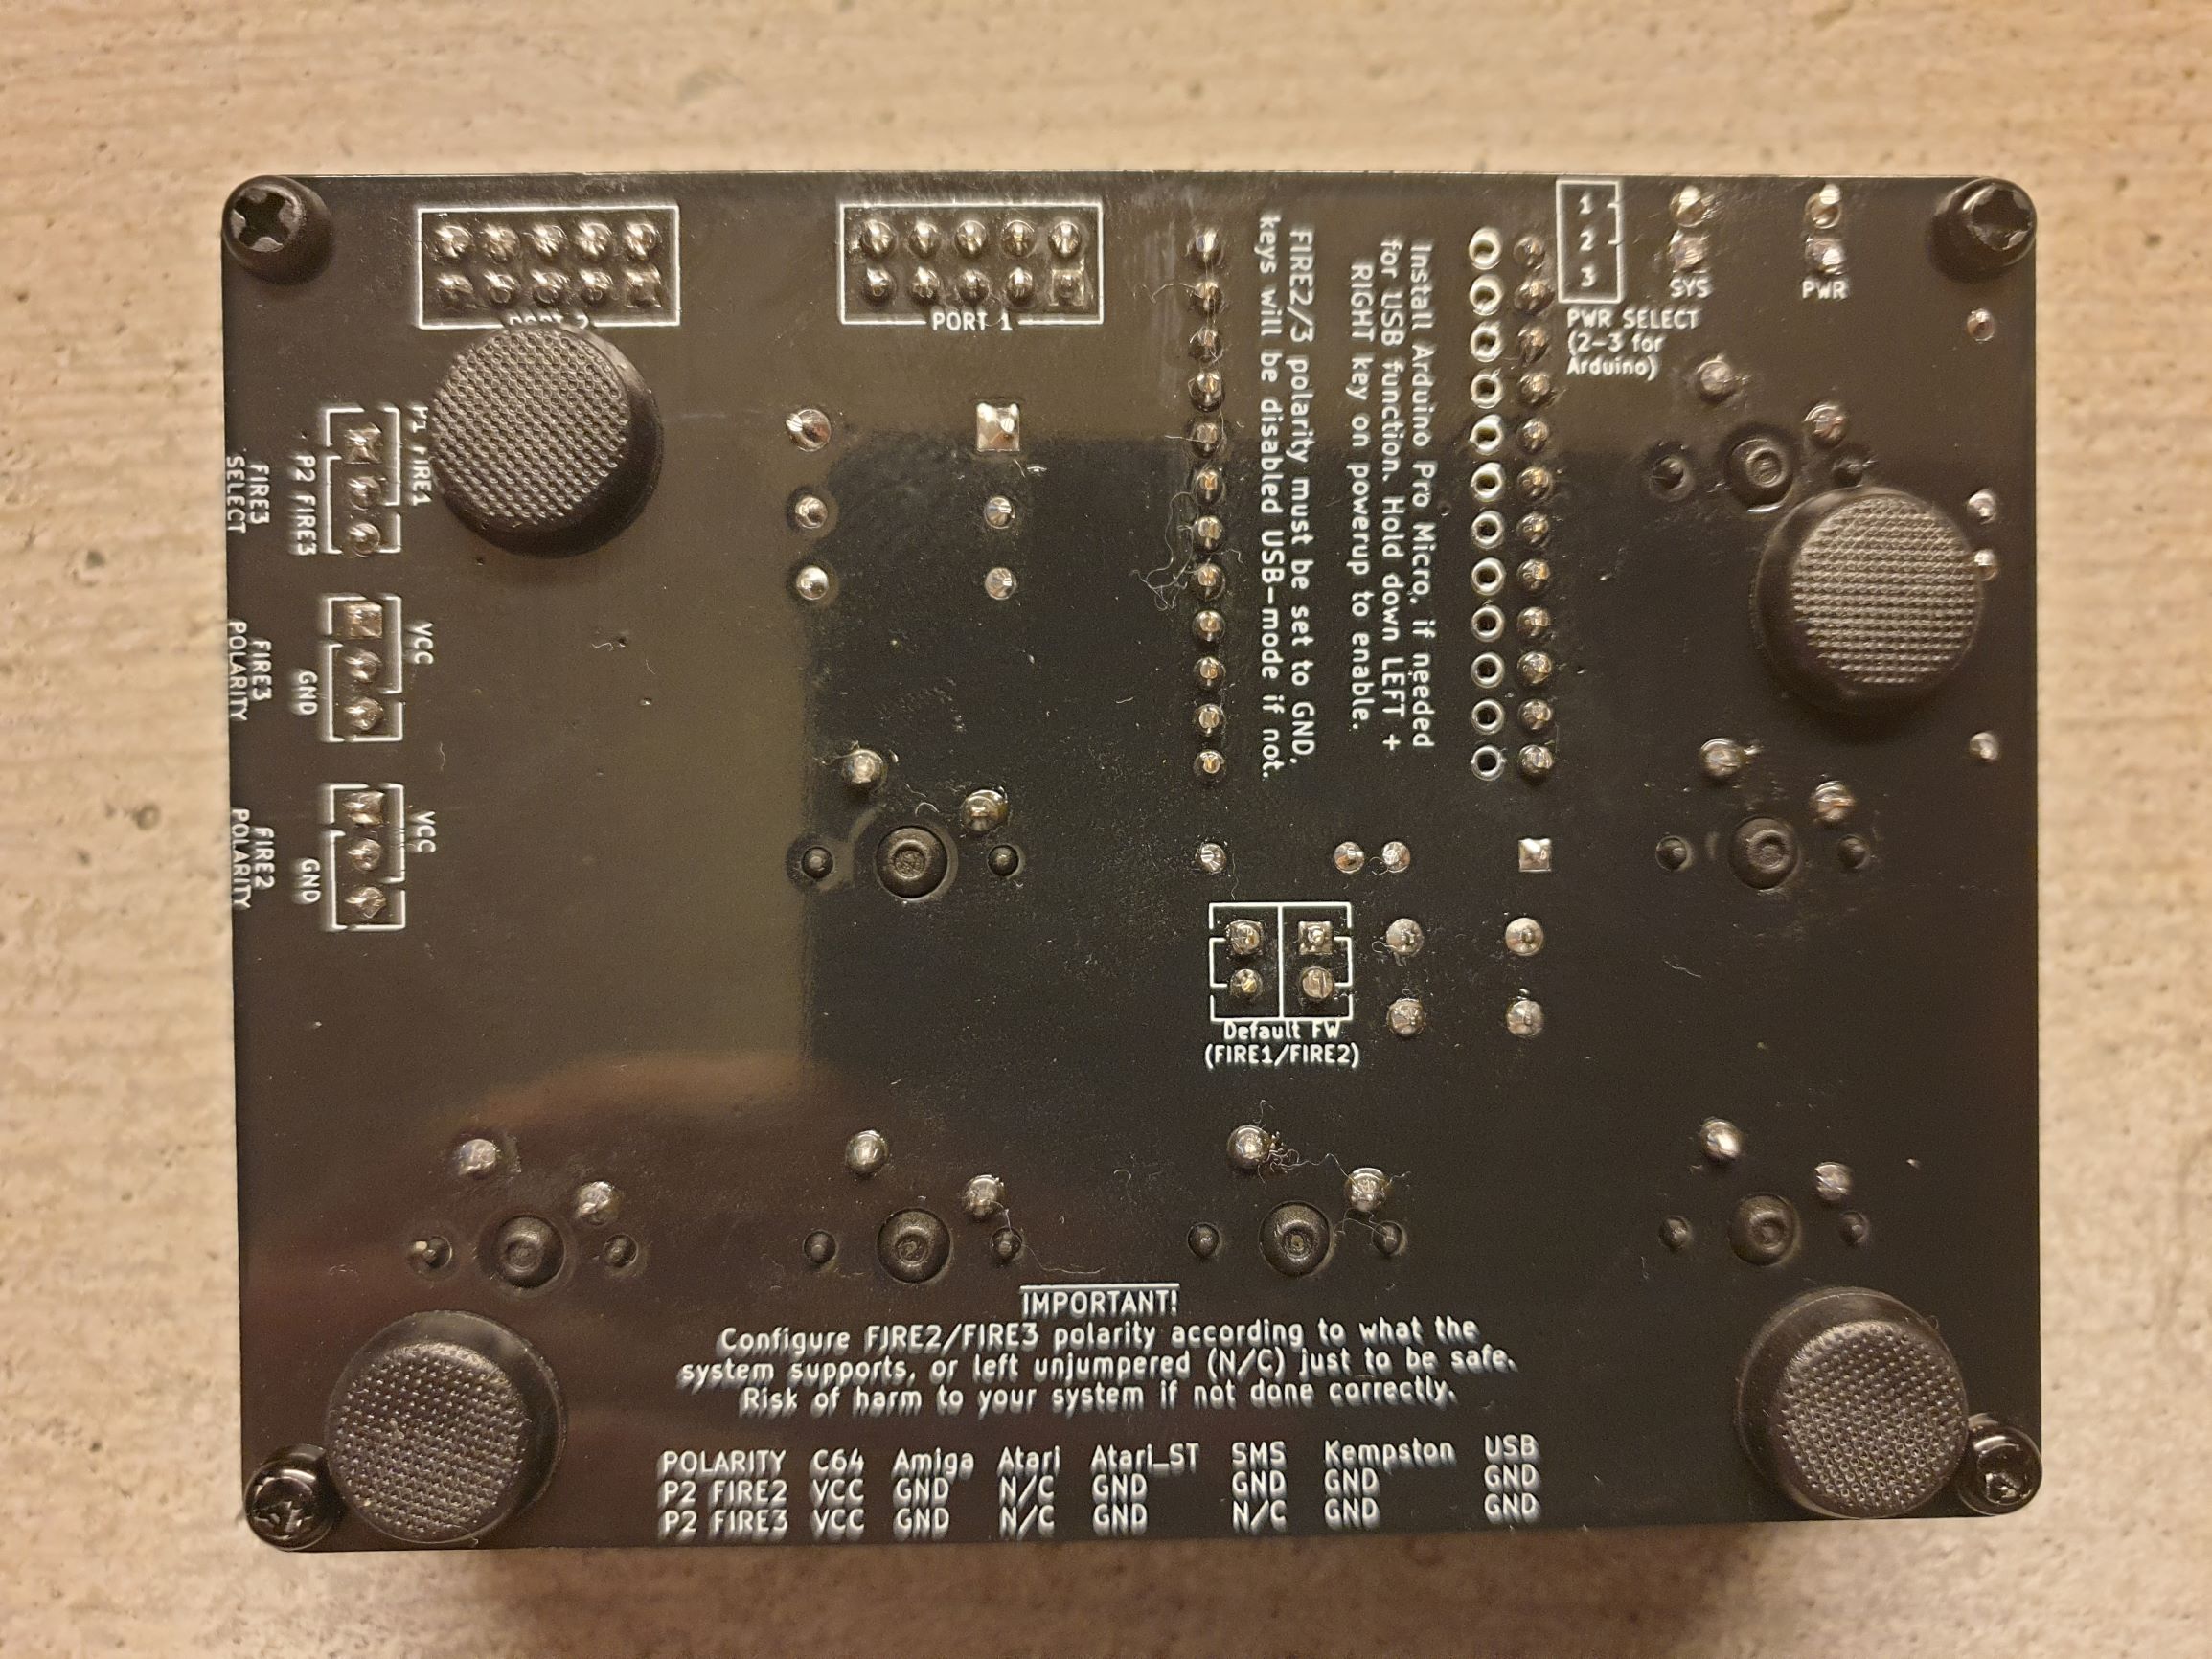 1
2
3
SYS
PWR
PORT 2
PORT 1
PWR SELECT
(2-3 for
Arduino)
Install Arduino Pro Micro, if needed
for USB function. Hold down LEFT +
RIGHT key on powerup to enable.
FIRE2/3 polarity must be set to GND,
keys will be disabled USB-mode if not.
P1 FIRE1
P2 FIRE3
FIRE3
SELECT
VCC
GND
FIRE3
POLARITY
VCC
GND
FIRE2
POLARITY
Default FW
(FIRE1/FIRE2)
IMPORTANT!
Configure FIRE2/FIRE3 polarity according to what the
system supports, or left unjumpered (N/C) just to be safe.
Risk of harm to your system if not done correctly.
POLARITY C64 Amiga Atari Atari_ST SMS Kempston USB
P2 FIRE2 VCC GND N/C GND GND GND GND
P2 FIRE3 VCC GND N/C GND N/C GND GND